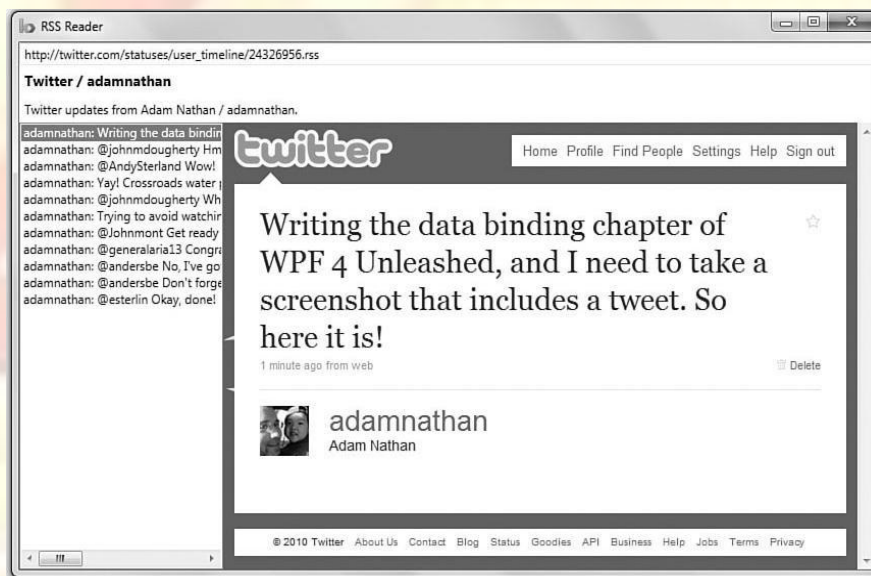 RSS Reader
http://twitter.com/statuses/user_timeline/24326956.rss
Twitter / adamnathan
Twitter updates from Adam Nathan / adamnathan.
adamnathan: Writing the data bindin
adamnathan: @johnmdougherty Hm
adamnathan: @AndySterland Wow!
adamnathan: Yay! Crossroads water
adamnathan: @johnmdougherty Wh
adamnathan: Trying to avoid watchin
adamnathan: @Johnmont Get ready
adamnathan: @generalaria13 Congra
adamnathan: @andersbe No, I've go
adamnathan: @andersbe Don't forge
adamnathan: @esterlin Okay, done!
twitter
Home Profile Find People Settings Help Sign out
Writing the data binding chapter of
WPF 4 Unleashed, and I need to take a
screenshot that includes a tweet. So
here it is!
1 minute ago from web
Delete
adamnathan
Adam Nathan
© 2010 Twitter About Us Contact Blog Status Goodies API Business Help Jobs Terms Privacy